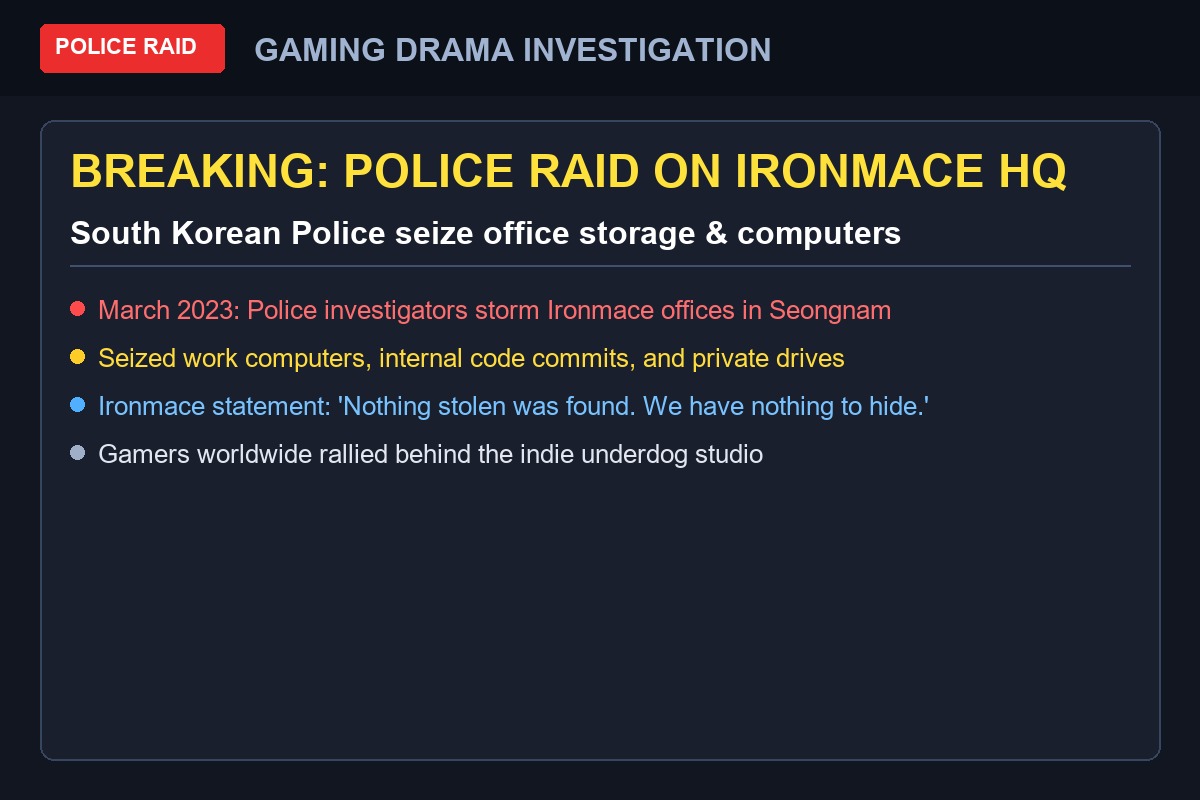 POLICE RAID
GAMING DRAMA INVESTIGATION
BREAKING: POLICE RAID ON IRONMACE HQ
South Korean Police seize office storage & computers
March 2023: Police investigators storm Ironmace offices in Seongnam
Seized work computers, internal code commits, and private drives
Ironmace statement: 'Nothing stolen was found. We have nothing to hide.'
Gamers worldwide rallied behind the indie underdog studio